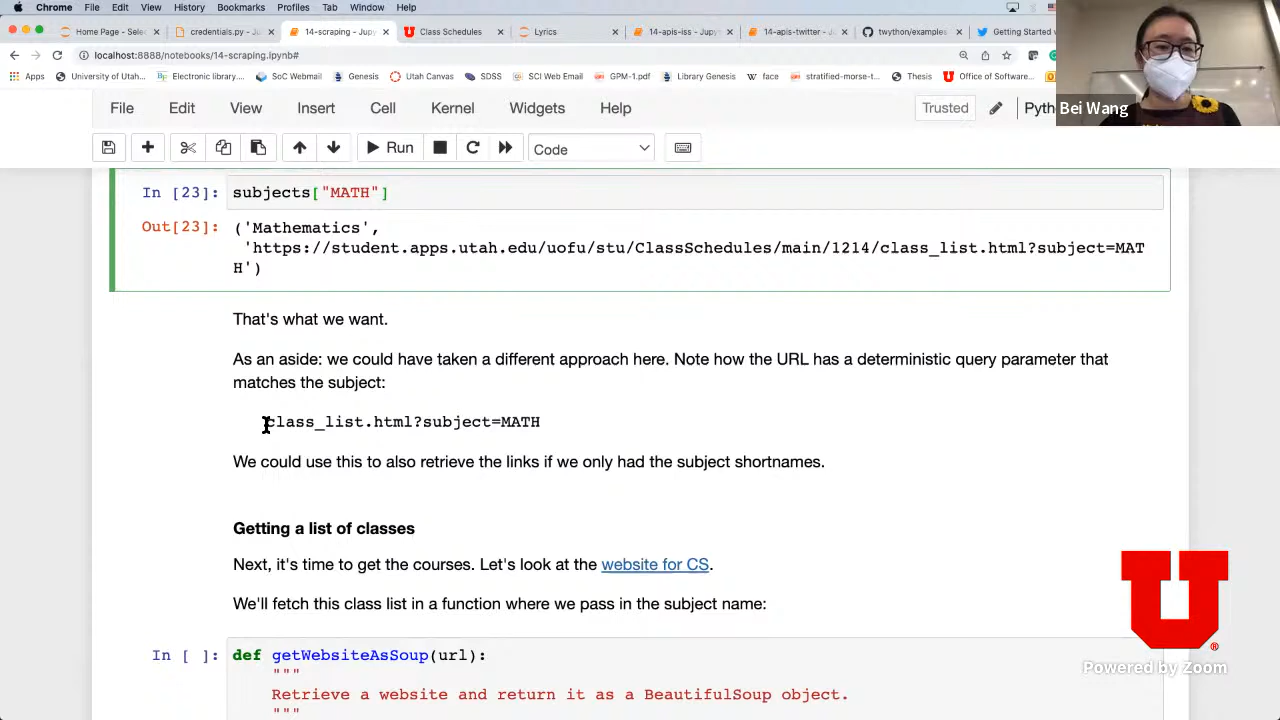 Chrome File Edit View History Bookmarks Profiles Tab Window Help
Home Page - Sele credentials.py - 14-scraping - Jupy Class Schedules Lyrics 14-apis-iss - Jupy 14-apis-twitter - J twython/examples Getting Started w
localhost:8888/notebooks/14-scraping.ipynb#
Apps University of Utah... Electronic library... SoC Webmail Genesis Utah Canvas SDSS SCI Web Email GPM-1.pdf Library Genesis face stratified-morse-t... Thesis Office of Software...
File Edit View Insert Cell Kernel Widgets Help Trusted Pyth
Bei Wang
Run Code
In [23]: subjects["MATH"]
Out[23]: ('Mathematics',
'https://student.apps.utah.edu/uofu/stu/ClassSchedules/main/1214/class_list.html?subject=MAT
H')
That's what we want.
As an aside: we could have taken a different approach here. Note how the URL has a deterministic query parameter that
matches the subject:
class_list.html?subject=MATH
We could use this to also retrieve the links if we only had the subject shortnames.
Getting a list of classes
Next, it's time to get the courses. Let's look at the website for CS.
We'll fetch this class list in a function where we pass in the subject name:
In [ ]: def getWebsiteAsSoup(url):
"""
Retrieve a website and return it as a BeautifulSoup object.
"""
U
Powered by Zoom